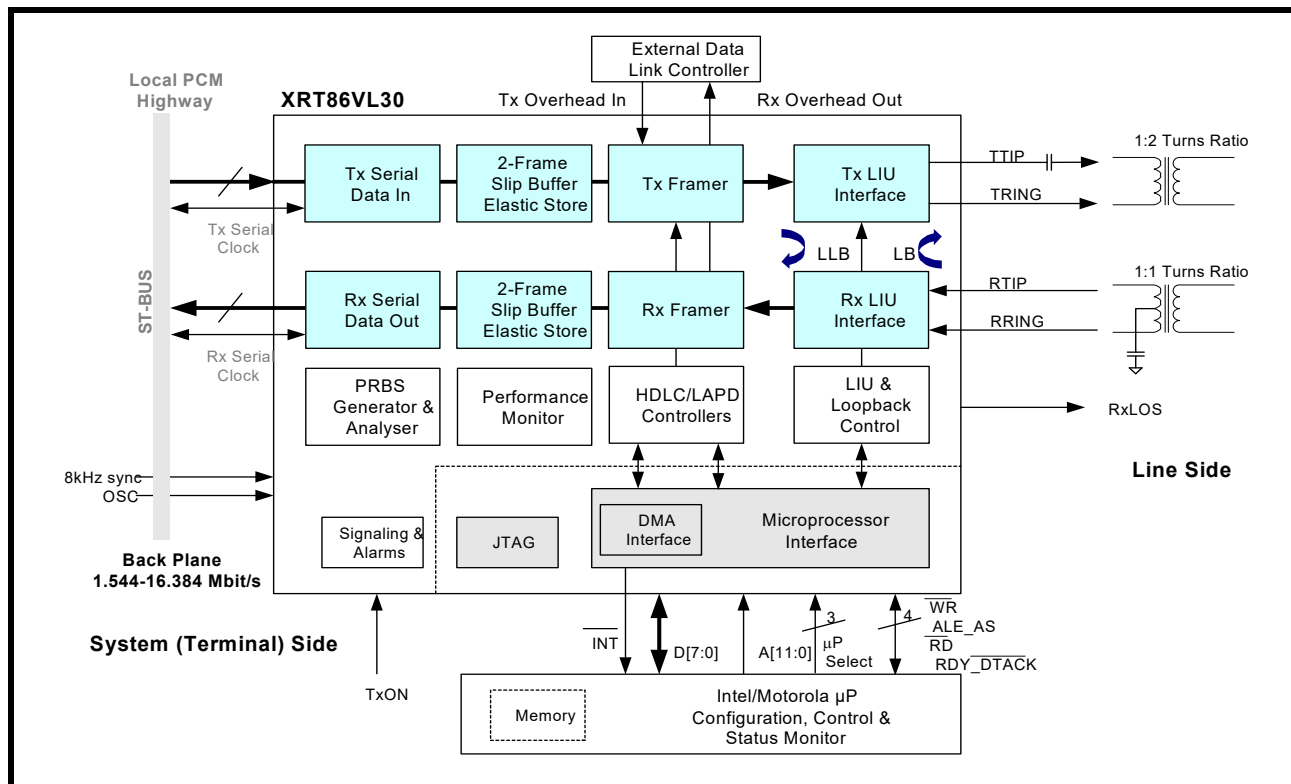 External Data
Link Controller
Local PCM
Highway
XRT86VL30
Tx Overhead In
Rx Overhead Out
1:2 Turns Ratio
TTIP
Tx Serial
Data In
2-Frame
Slip Buffer
Elastic Store
Tx Framer
Tx LIU
Interface
TRING
Tx Serial
Clock
LLB
LB
1:1 Turns Ratio
ST-BUS
RTIP
Rx Serial
Data Out
2-Frame
Slip Buffer
Elastic Store
Rx Framer
Rx LIU
Interface
RRING
Rx Serial
Clock
PRBS
Generator &
Analyser
Performance
Monitor
HDLC/LAPD
Controllers
LIU &
Loopback
Control
RxLOS
8kHz sync
OSC
Line Side
Signaling &
Alarms
JTAG
DMA
Interface
Microprocessor
Interface
Back Plane
1.544-16.384 Mbit/s
System (Terminal) Side
TxON
INT
D[7:0]
A[11:0]
3
µP
Select
4
WR
ALE_AS
RD
RDY_DTACK
Memory
Intel/Motorola µP
Configuration, Control &
Status Monitor